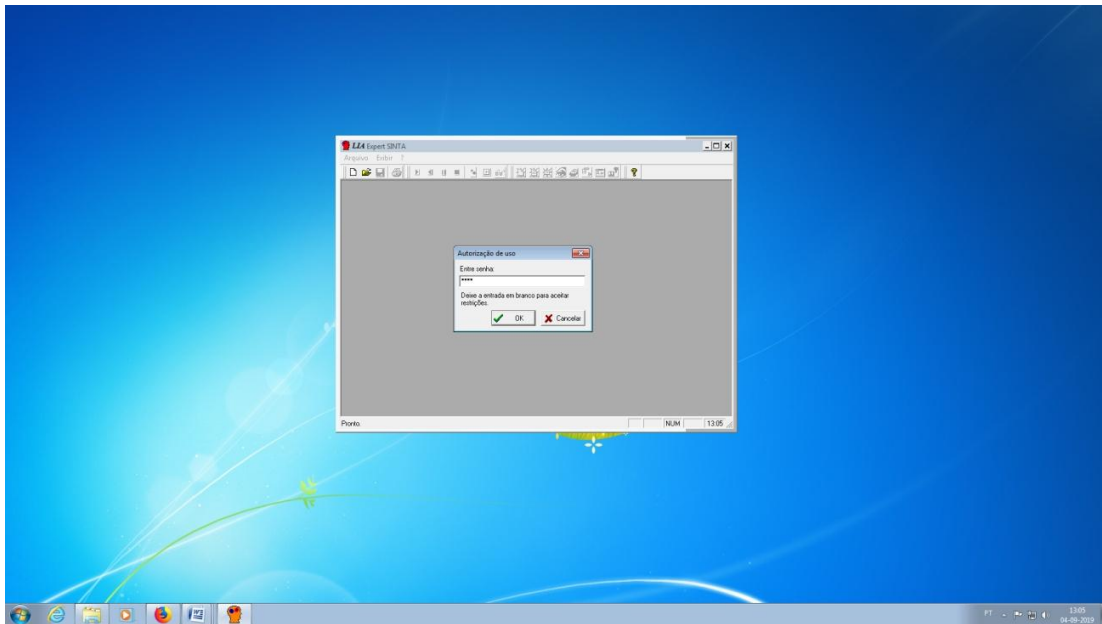 LIA Expert SINTA
Arquivo Exibir ?
Autorização de uso
Entre senha:
****
Deixe a entrada em branco para aceitar
restrições.
OK Cancelar
Pronto. NUM 13:05
PT 13:05
04-09-2019